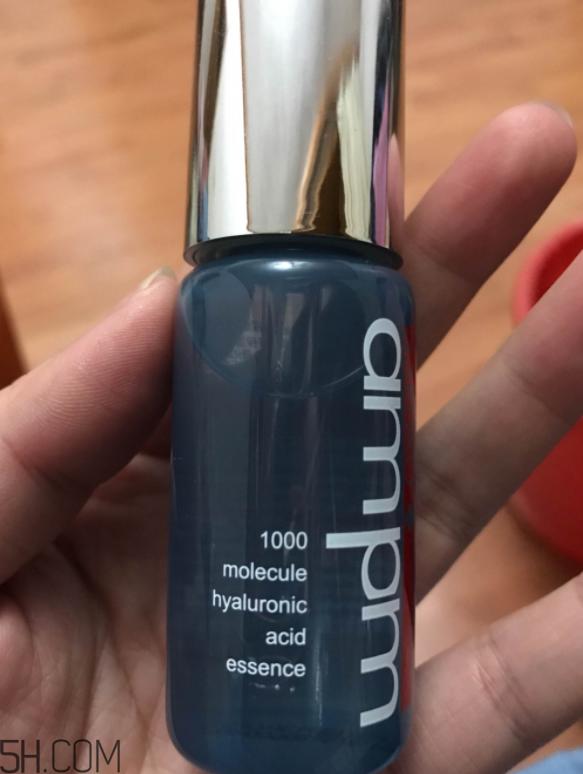 ampm
1000
molecule
hyaluronic
acid
essence
5H.COM